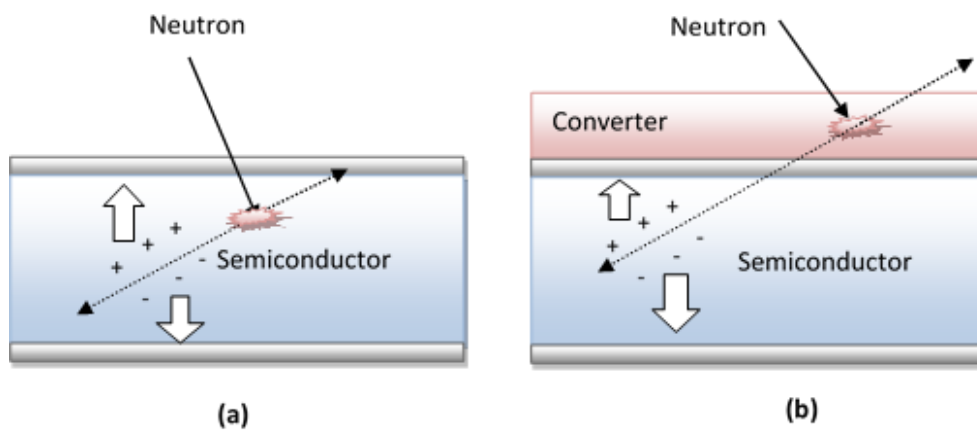 Neutron
Semiconductor
+
+
+
-
-
-
(a)
Neutron
Converter
Semiconductor
+
+
+
-
-
-
(b)